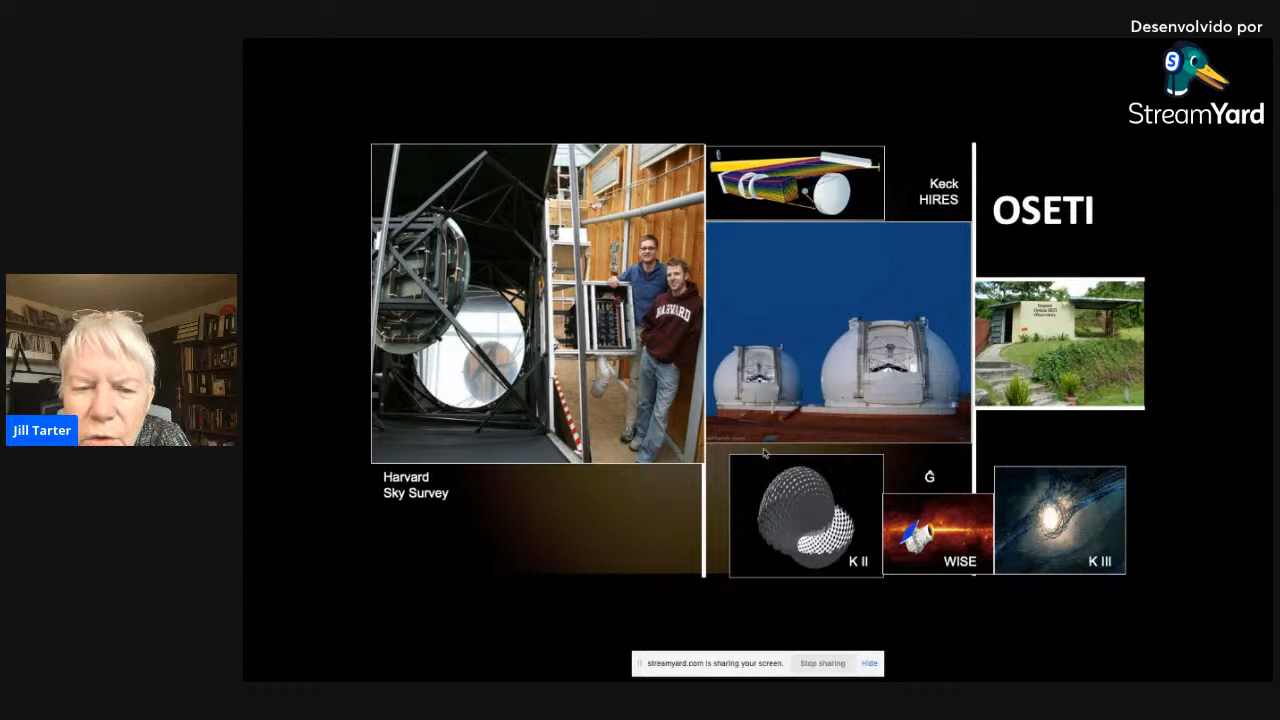 Desenvolvido por
StreamYard
Keck
HIRES
OSETI
HARVARD
Jill Tarter
Harvard
Sky Survey
Ĝ
K II
WISE
K III
streamyard.com is sharing your screen.
Stop sharing
Hide